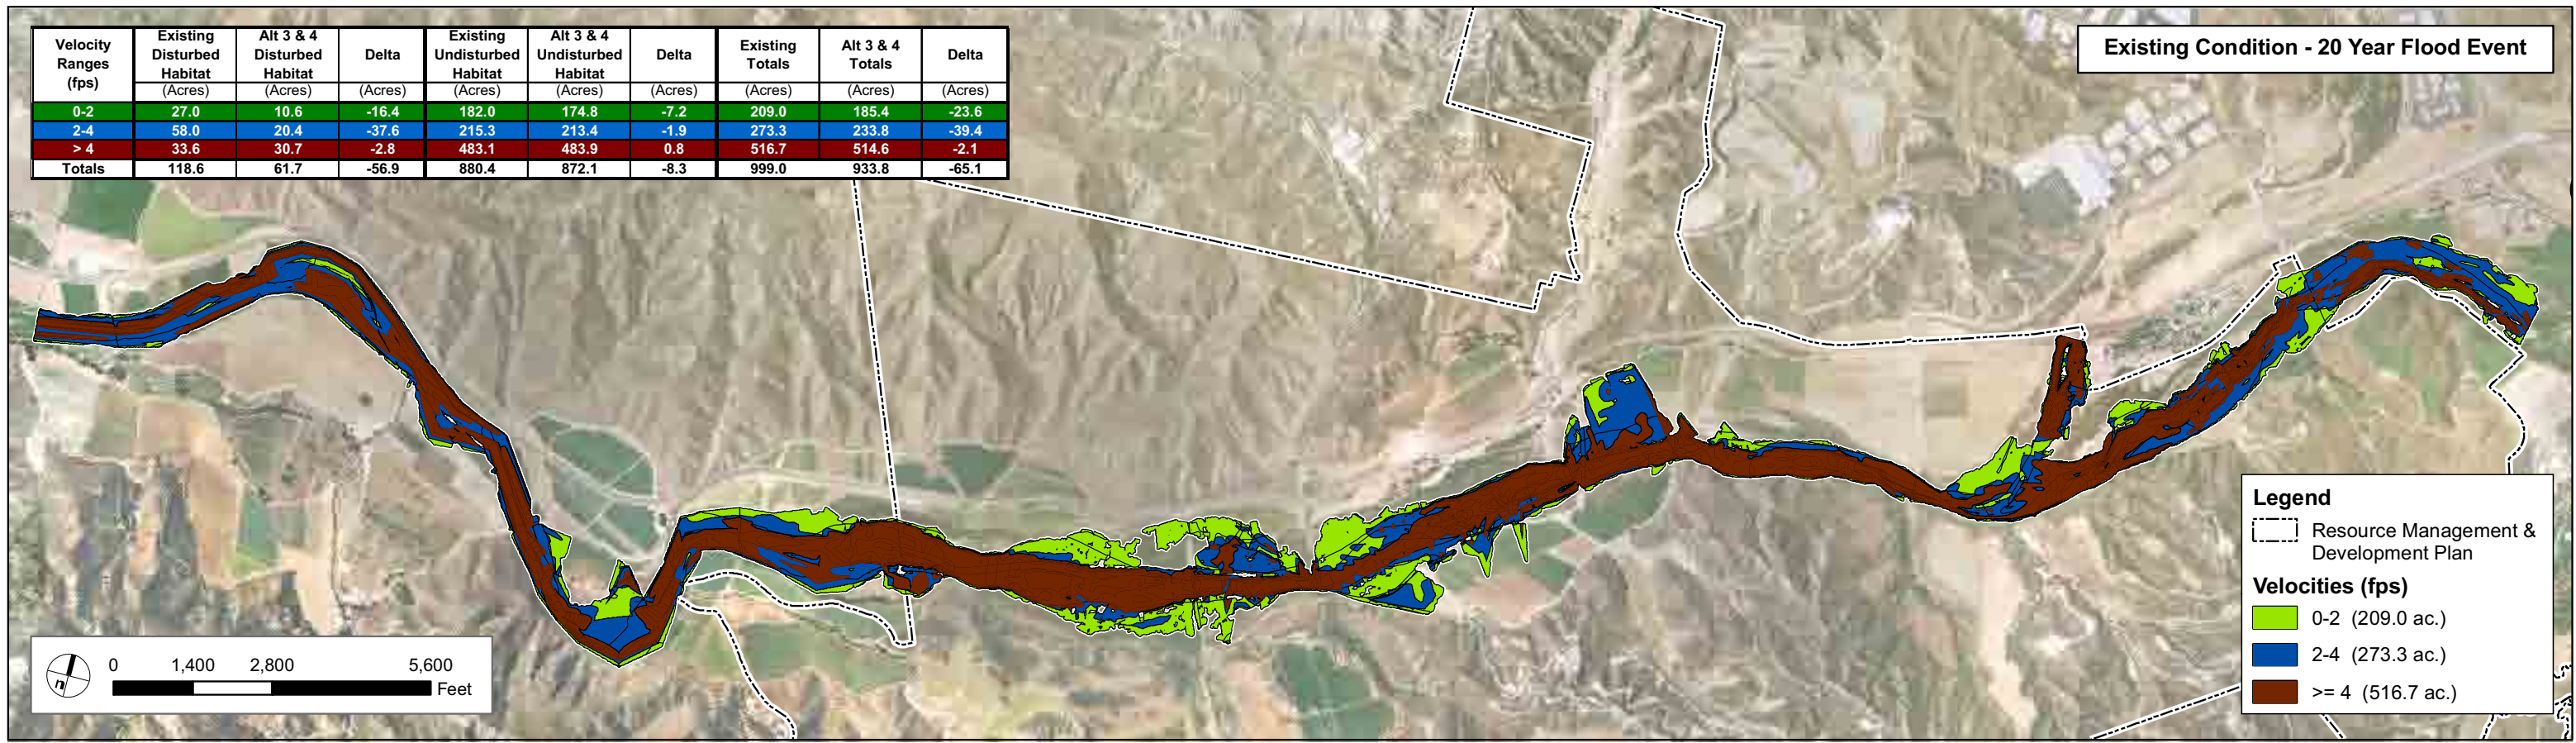 Existing Condition - 20 Year Flood Event
Velocity Ranges (fps) Existing Disturbed Habitat (Acres) Alt 3 & 4 Disturbed Habitat (Acres) Delta (Acres) Existing Undisturbed Habitat (Acres) Alt 3 & 4 Undisturbed Habitat (Acres) Delta (Acres) Existing Totals (Acres) Alt 3 & 4 Totals (Acres) Delta (Acres)
0-2 27.0 10.6 -16.4 182.0 174.8 -7.2 209.0 185.4 -23.6
2-4 58.0 20.4 -37.6 215.3 213.4 -1.9 273.3 233.8 -39.4
> 4 33.6 30.7 -2.8 483.1 483.9 0.8 516.7 514.6 -2.1
Totals 118.6 61.7 -56.9 880.4 872.1 -8.3 999.0 933.8 -65.1
Legend
Resource Management &
Development Plan
Velocities (fps)
0-2 (209.0 ac.)
2-4 (273.3 ac.)
>= 4 (516.7 ac.)
n
0 1,400 2,800 5,600
Feet